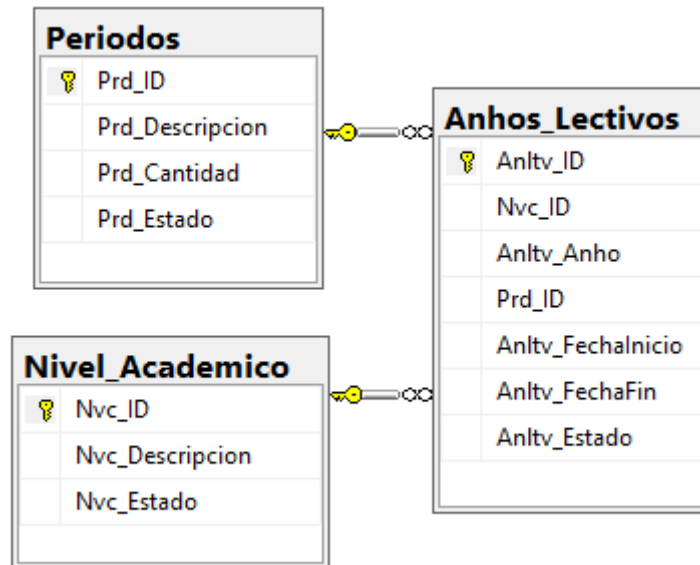 Periodos
Prd_ID
Prd_Descripcion
Prd_Cantidad
Prd_Estado
Anhos_Lectivos
Anltv_ID
Nvc_ID
Anltv_Anho
Prd_ID
Anltv_FechaInicio
Anltv_FechaFin
Anltv_Estado
Nivel_Academico
Nvc_ID
Nvc_Descripcion
Nvc_Estado